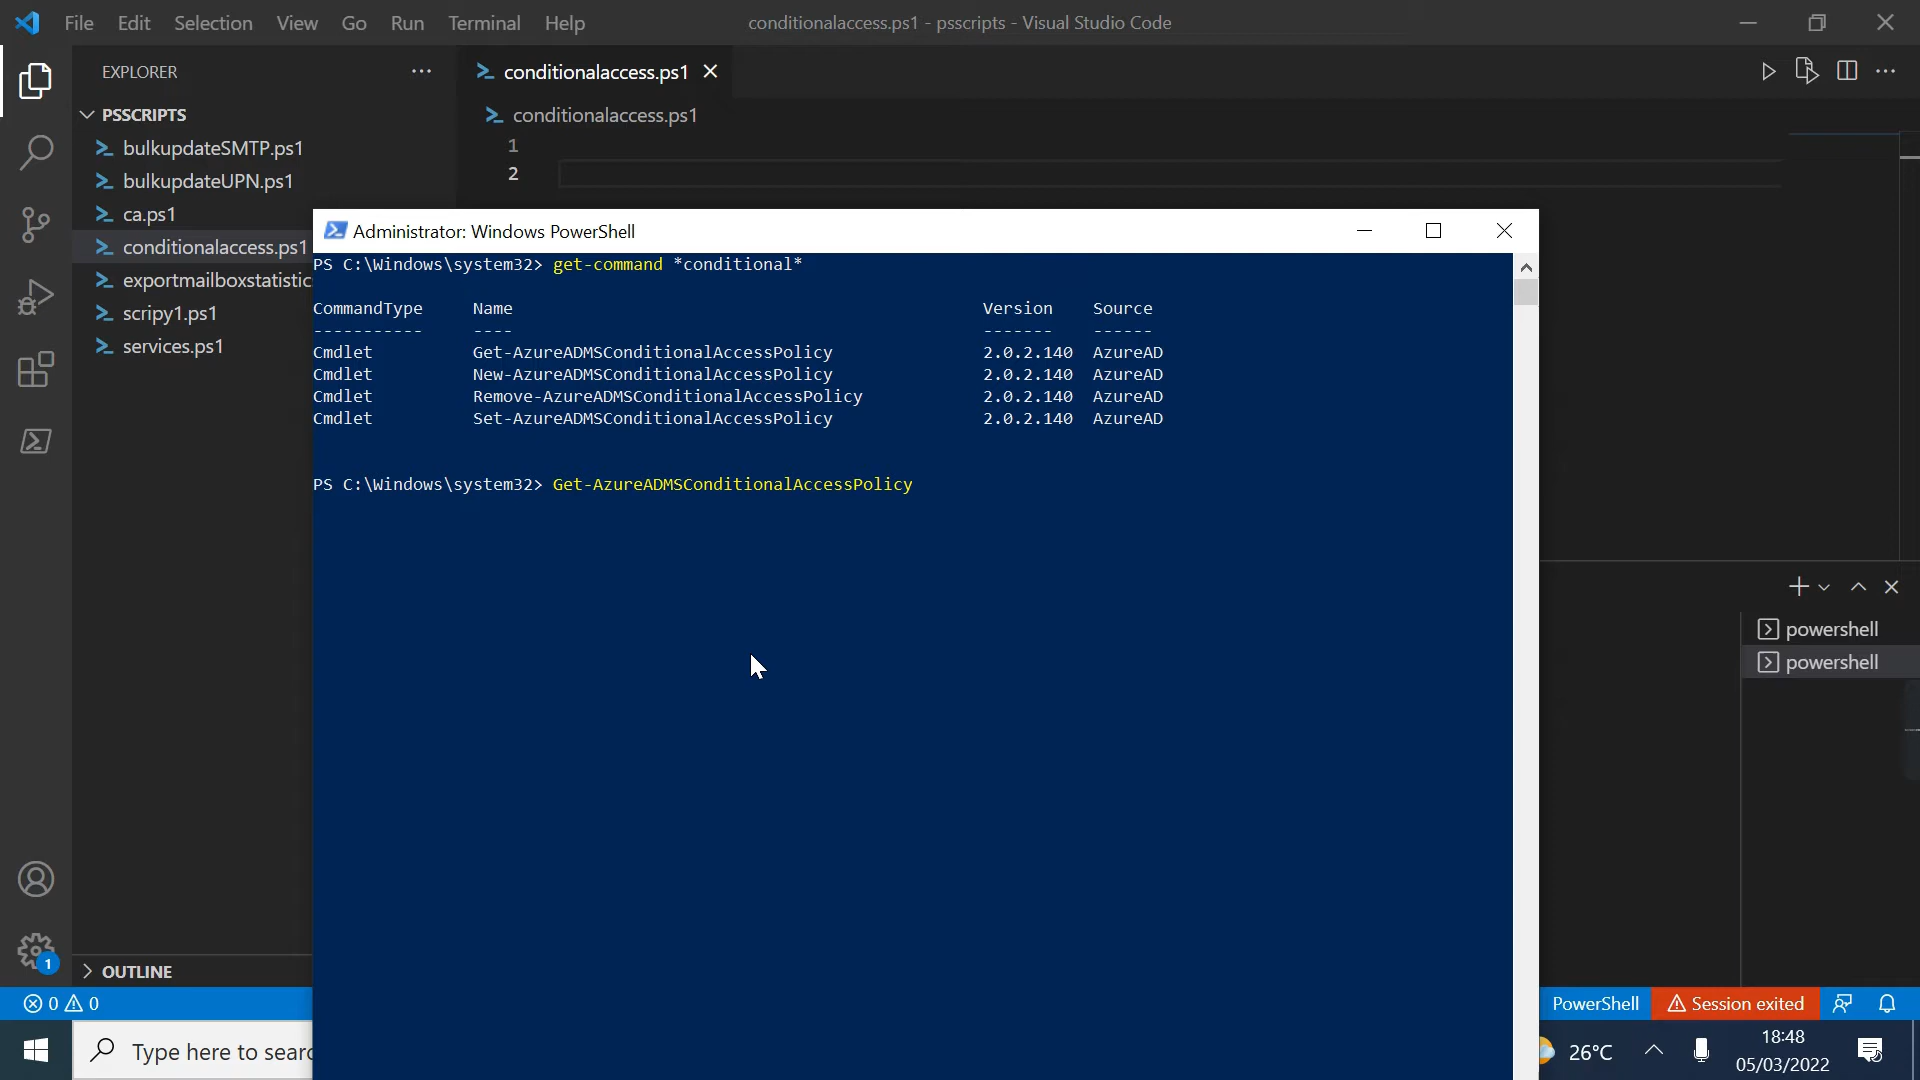 File Edit Selection View Go Run Terminal Help
conditionalaccess.ps1 - psscripts - Visual Studio Code
EXPLORER
PSSCRIPTS
bulkupdateSMTP.ps1
bulkupdateUPN.ps1
ca.ps1
conditionalaccess.ps1
exportmailboxstatistics
scripy1.ps1
services.ps1
OUTLINE
conditionalaccess.ps1
conditionalaccess.ps1
1
2
Administrator: Windows PowerShell
PS C:\Windows\system32> get-command *conditional*
CommandType Name Version Source
----------- ---- ------- ------
Cmdlet Get-AzureADMSConditionalAccessPolicy 2.0.2.140 AzureAD
Cmdlet New-AzureADMSConditionalAccessPolicy 2.0.2.140 AzureAD
Cmdlet Remove-AzureADMSConditionalAccessPolicy 2.0.2.140 AzureAD
Cmdlet Set-AzureADMSConditionalAccessPolicy 2.0.2.140 AzureAD
PS C:\Windows\system32> Get-AzureADMSConditionalAccessPolicy
powershell
powershell
1
0 0
PowerShell
Session exited
Type here to searc
26°C
18:48
05/03/2022